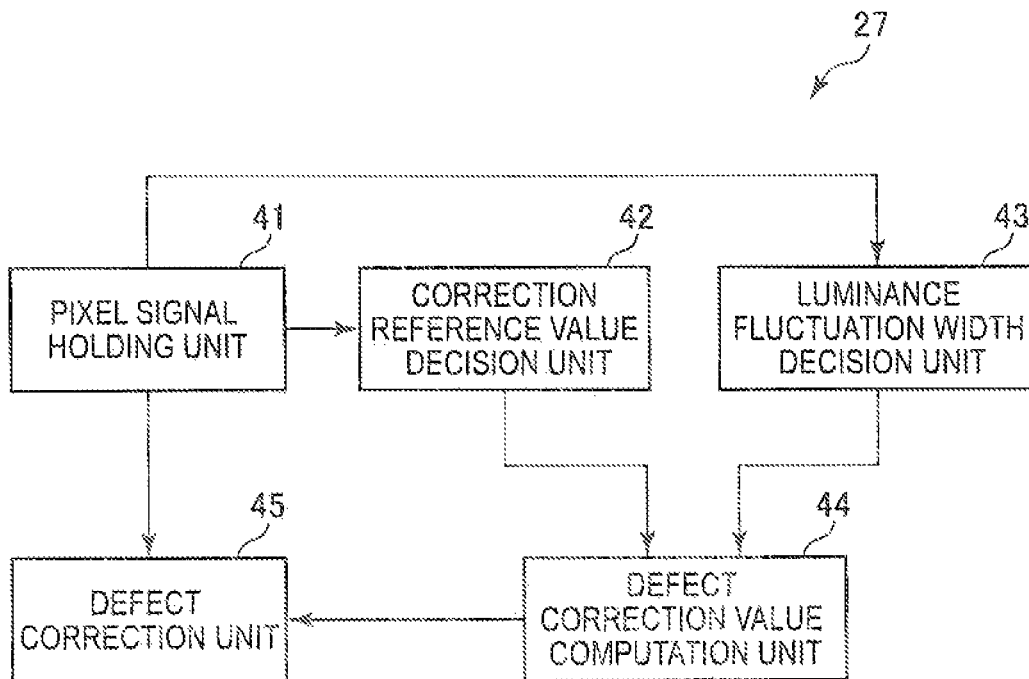 27
41
PIXEL SIGNAL
HOLDING UNIT
42
CORRECTION
REFERENCE VALUE
DECISION UNIT
43
LUMINANCE
FLUCTUATION WIDTH
DECISION UNIT
45
DEFECT
CORRECTION UNIT
44
DEFECT
CORRECTION VALUE
COMPUTATION UNIT